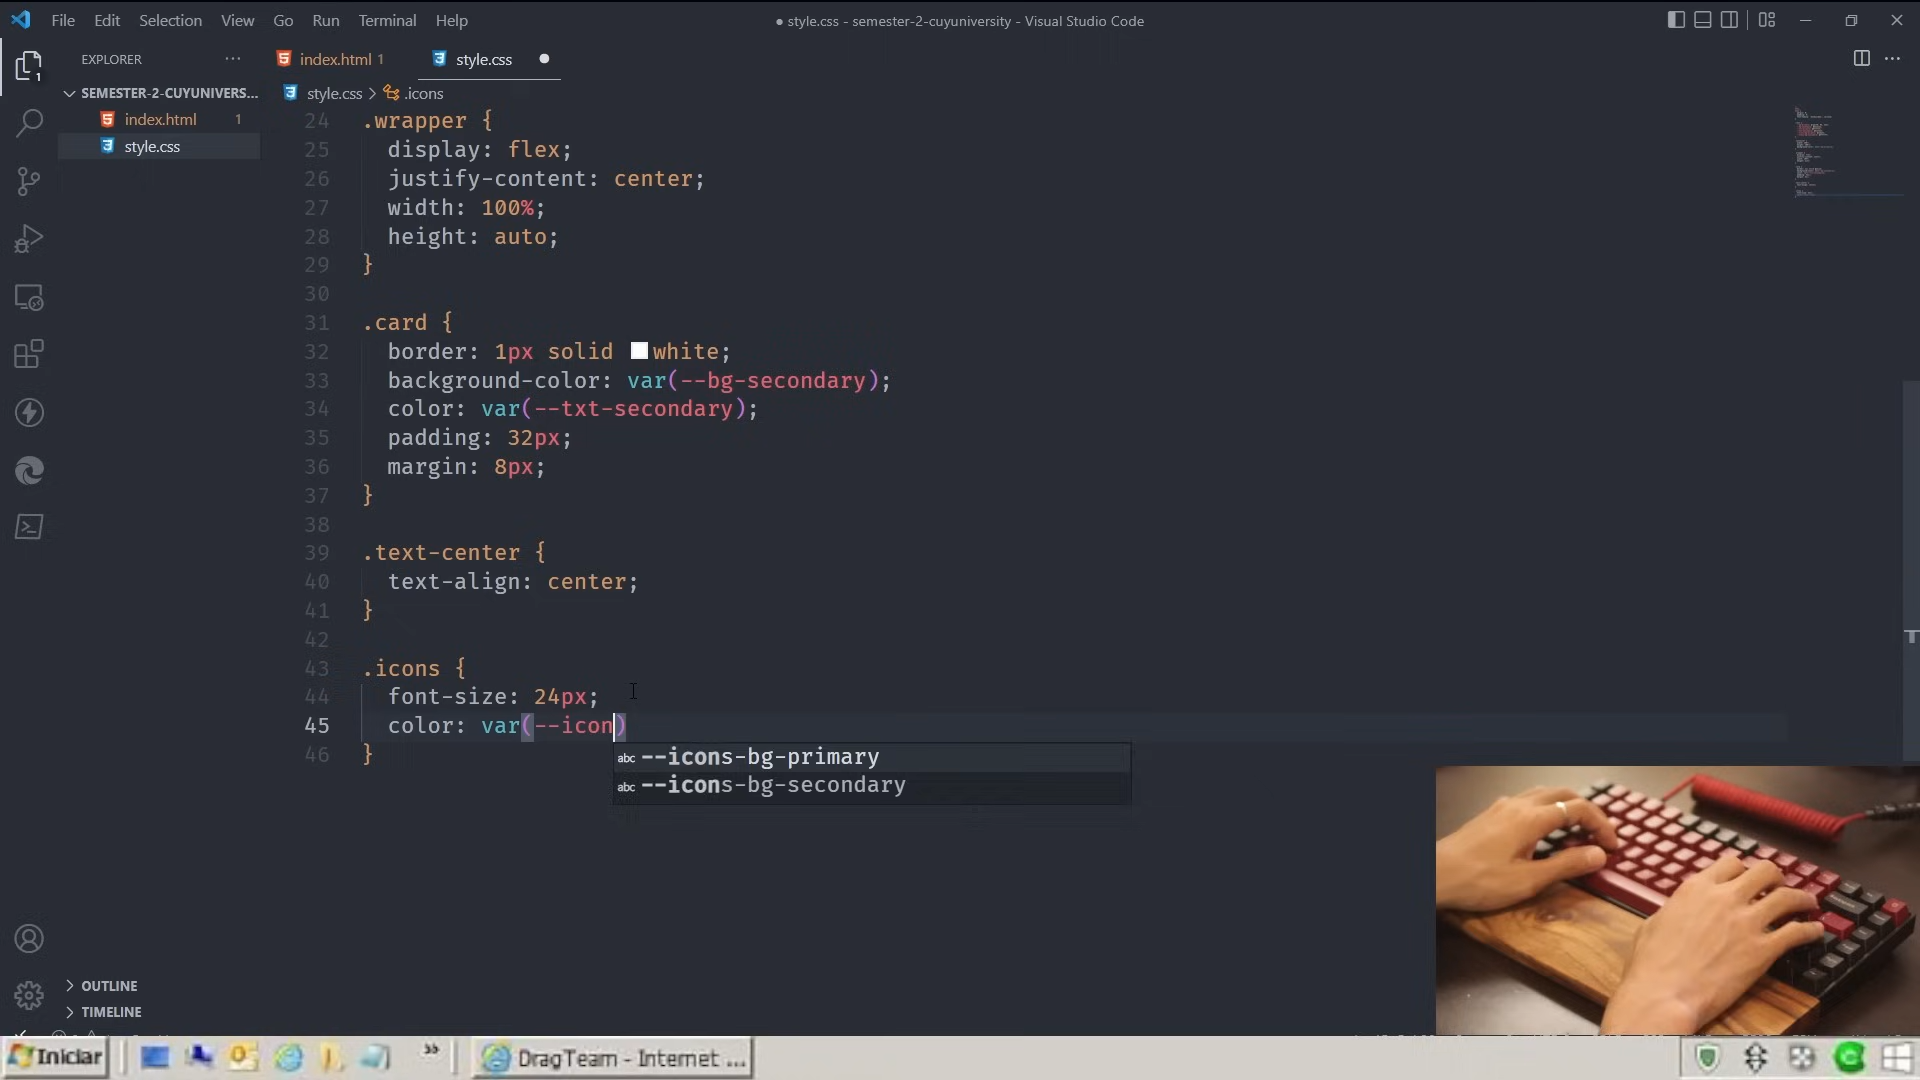 File Edit Selection View Go Run Terminal Help
● style.css - semester-2-cuyuniversity - Visual Studio Code
EXPLORER
index.html 1
style.css
SEMESTER-2-CUYUNIVERS...
index.html 1
style.css
style.css > .icons
24 .wrapper {
25 display: flex;
26 justify-content: center;
27 width: 100%;
28 height: auto;
29 }
30
31 .card {
32 border: 1px solid white;
33 background-color: var(--bg-secondary);
34 color: var(--txt-secondary);
35 padding: 32px;
36 margin: 8px;
37 }
38
39 .text-center {
40 text-align: center;
41 }
42
43 .icons {
44 font-size: 24px;
45 color: var(--icon)
46 }
abc --icons-bg-primary
abc --icons-bg-secondary
OUTLINE
TIMELINE
Iniciar
DragTeam - Internet ...